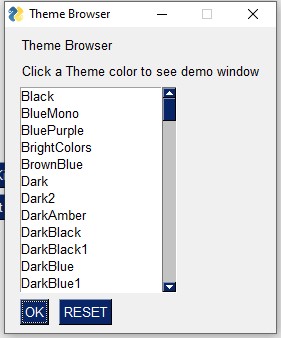 Theme Browser
Theme Browser
Click a Theme color to see demo window
Black
BlueMono
BluePurple
BrightColors
BrownBlue
Dark
Dark2
DarkAmber
DarkBlack
DarkBlack1
DarkBlue
DarkBlue1
OK RESET